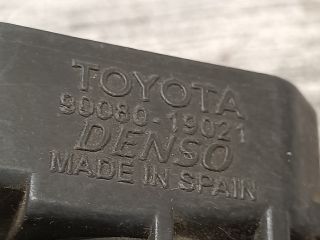 TOYOTA
90080-19021
DENSO
MADE IN SPAIN